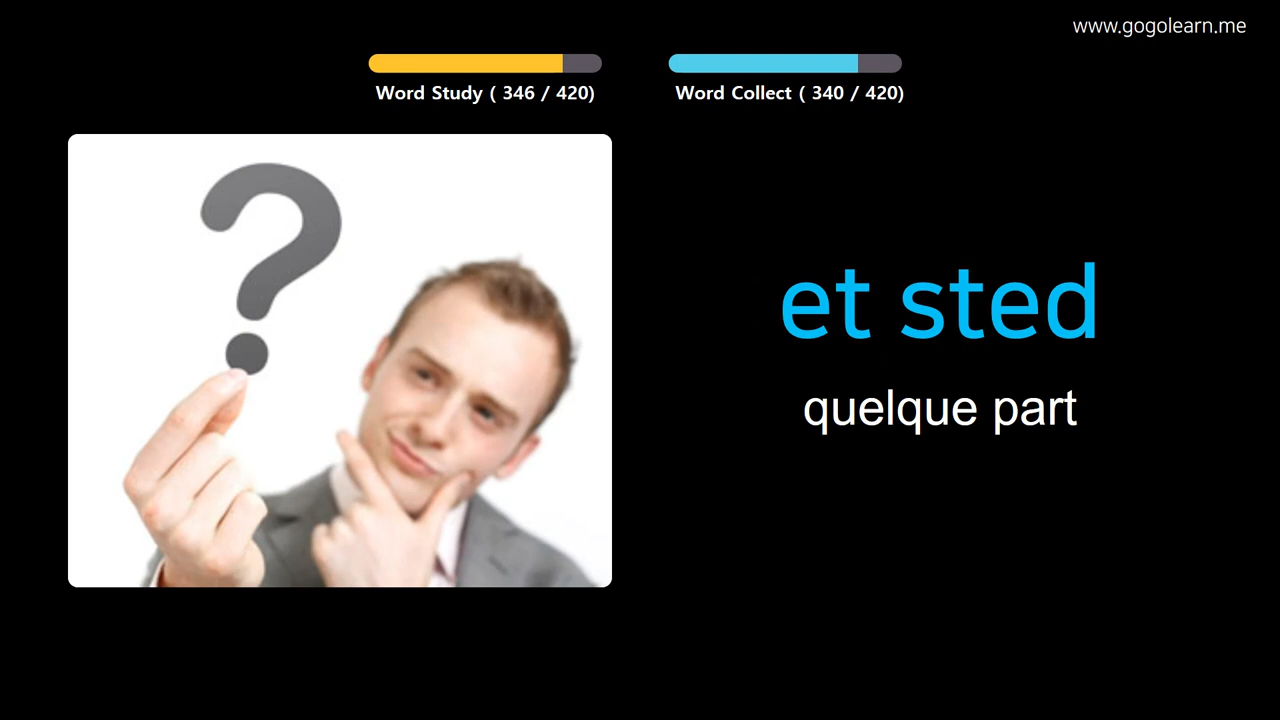 www.gogolearn.me
Word Study ( 346 / 420)
Word Collect ( 340 / 420)
?
et sted
quelque part